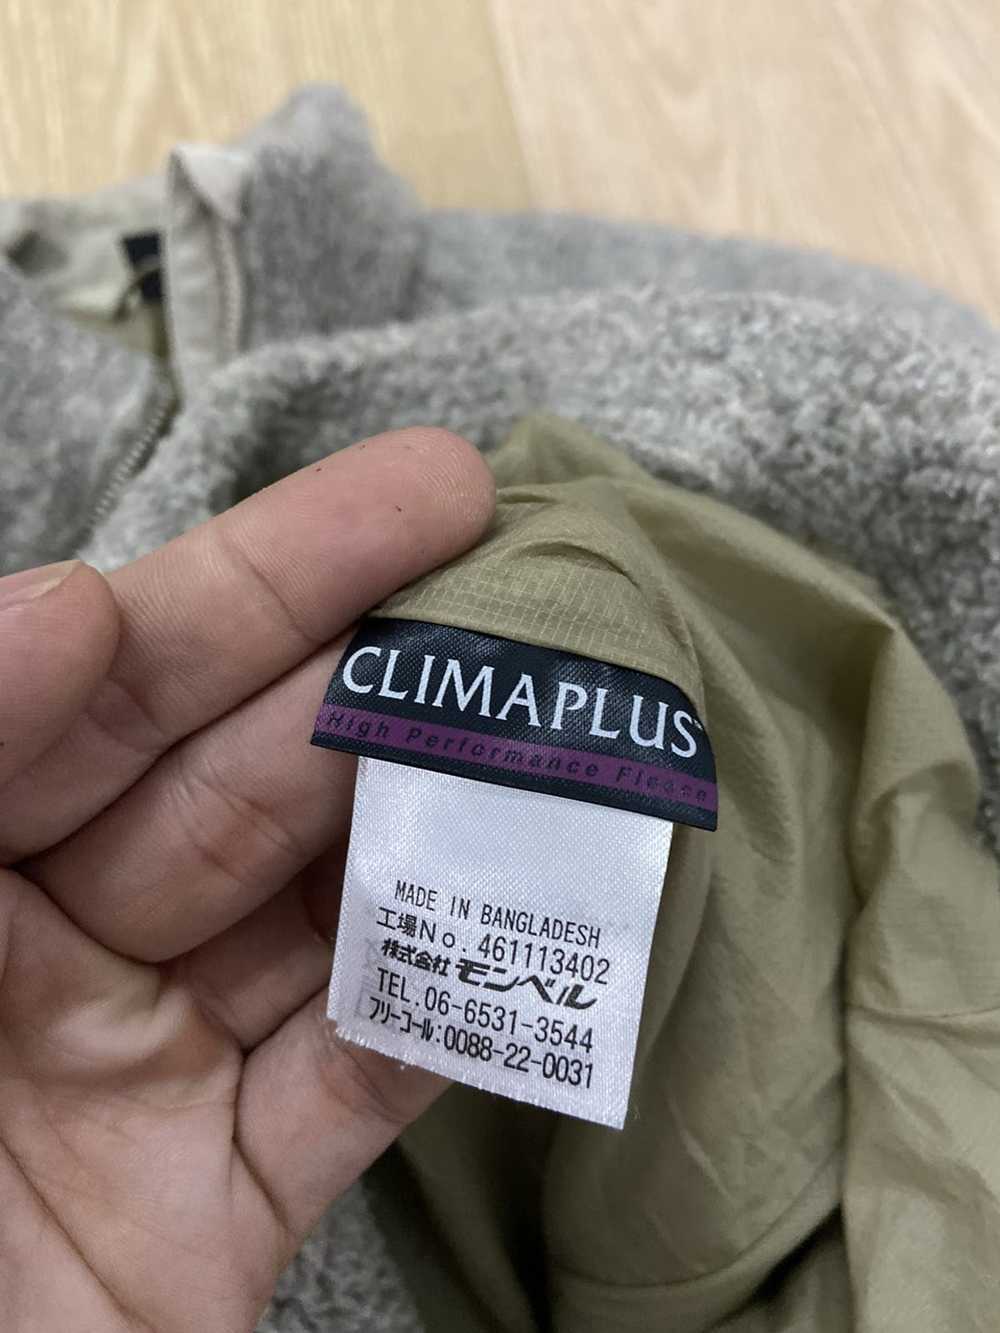 CLIMAPLUS™
High Performance Fleece
MADE IN BANGLADESH
工場No. 461113402
株式会社モンベル
TEL.06-6531-3544
フリーコール:0088-22-0031